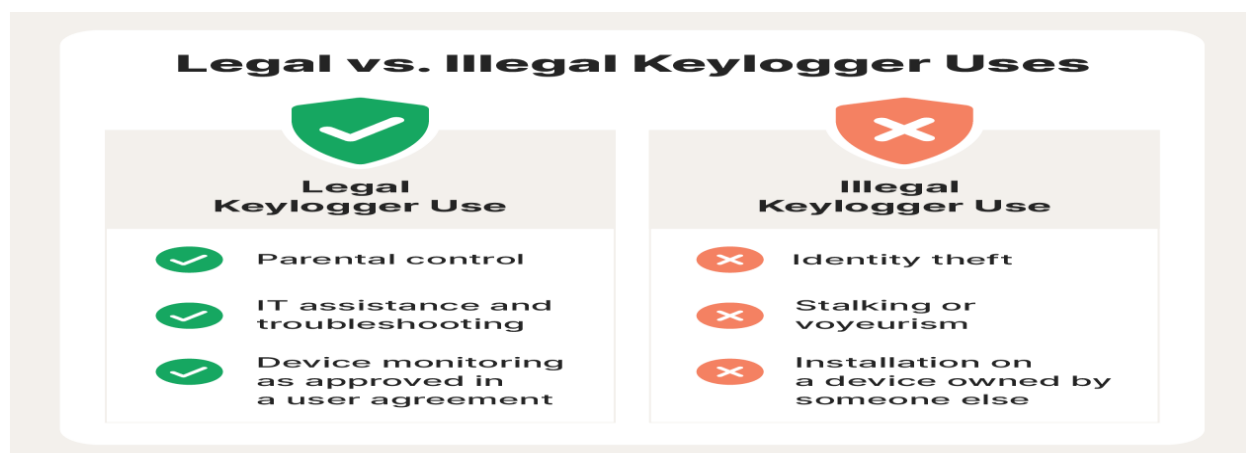 Legal vs. Illegal Keylogger Uses
Legal
Keylogger Use
Parental control
IT assistance and
troubleshooting
Device monitoring
as approved in
a user agreement
Illegal
Keylogger Use
Identity theft
Stalking or
voyeurism
Installation on
a device owned by
someone else